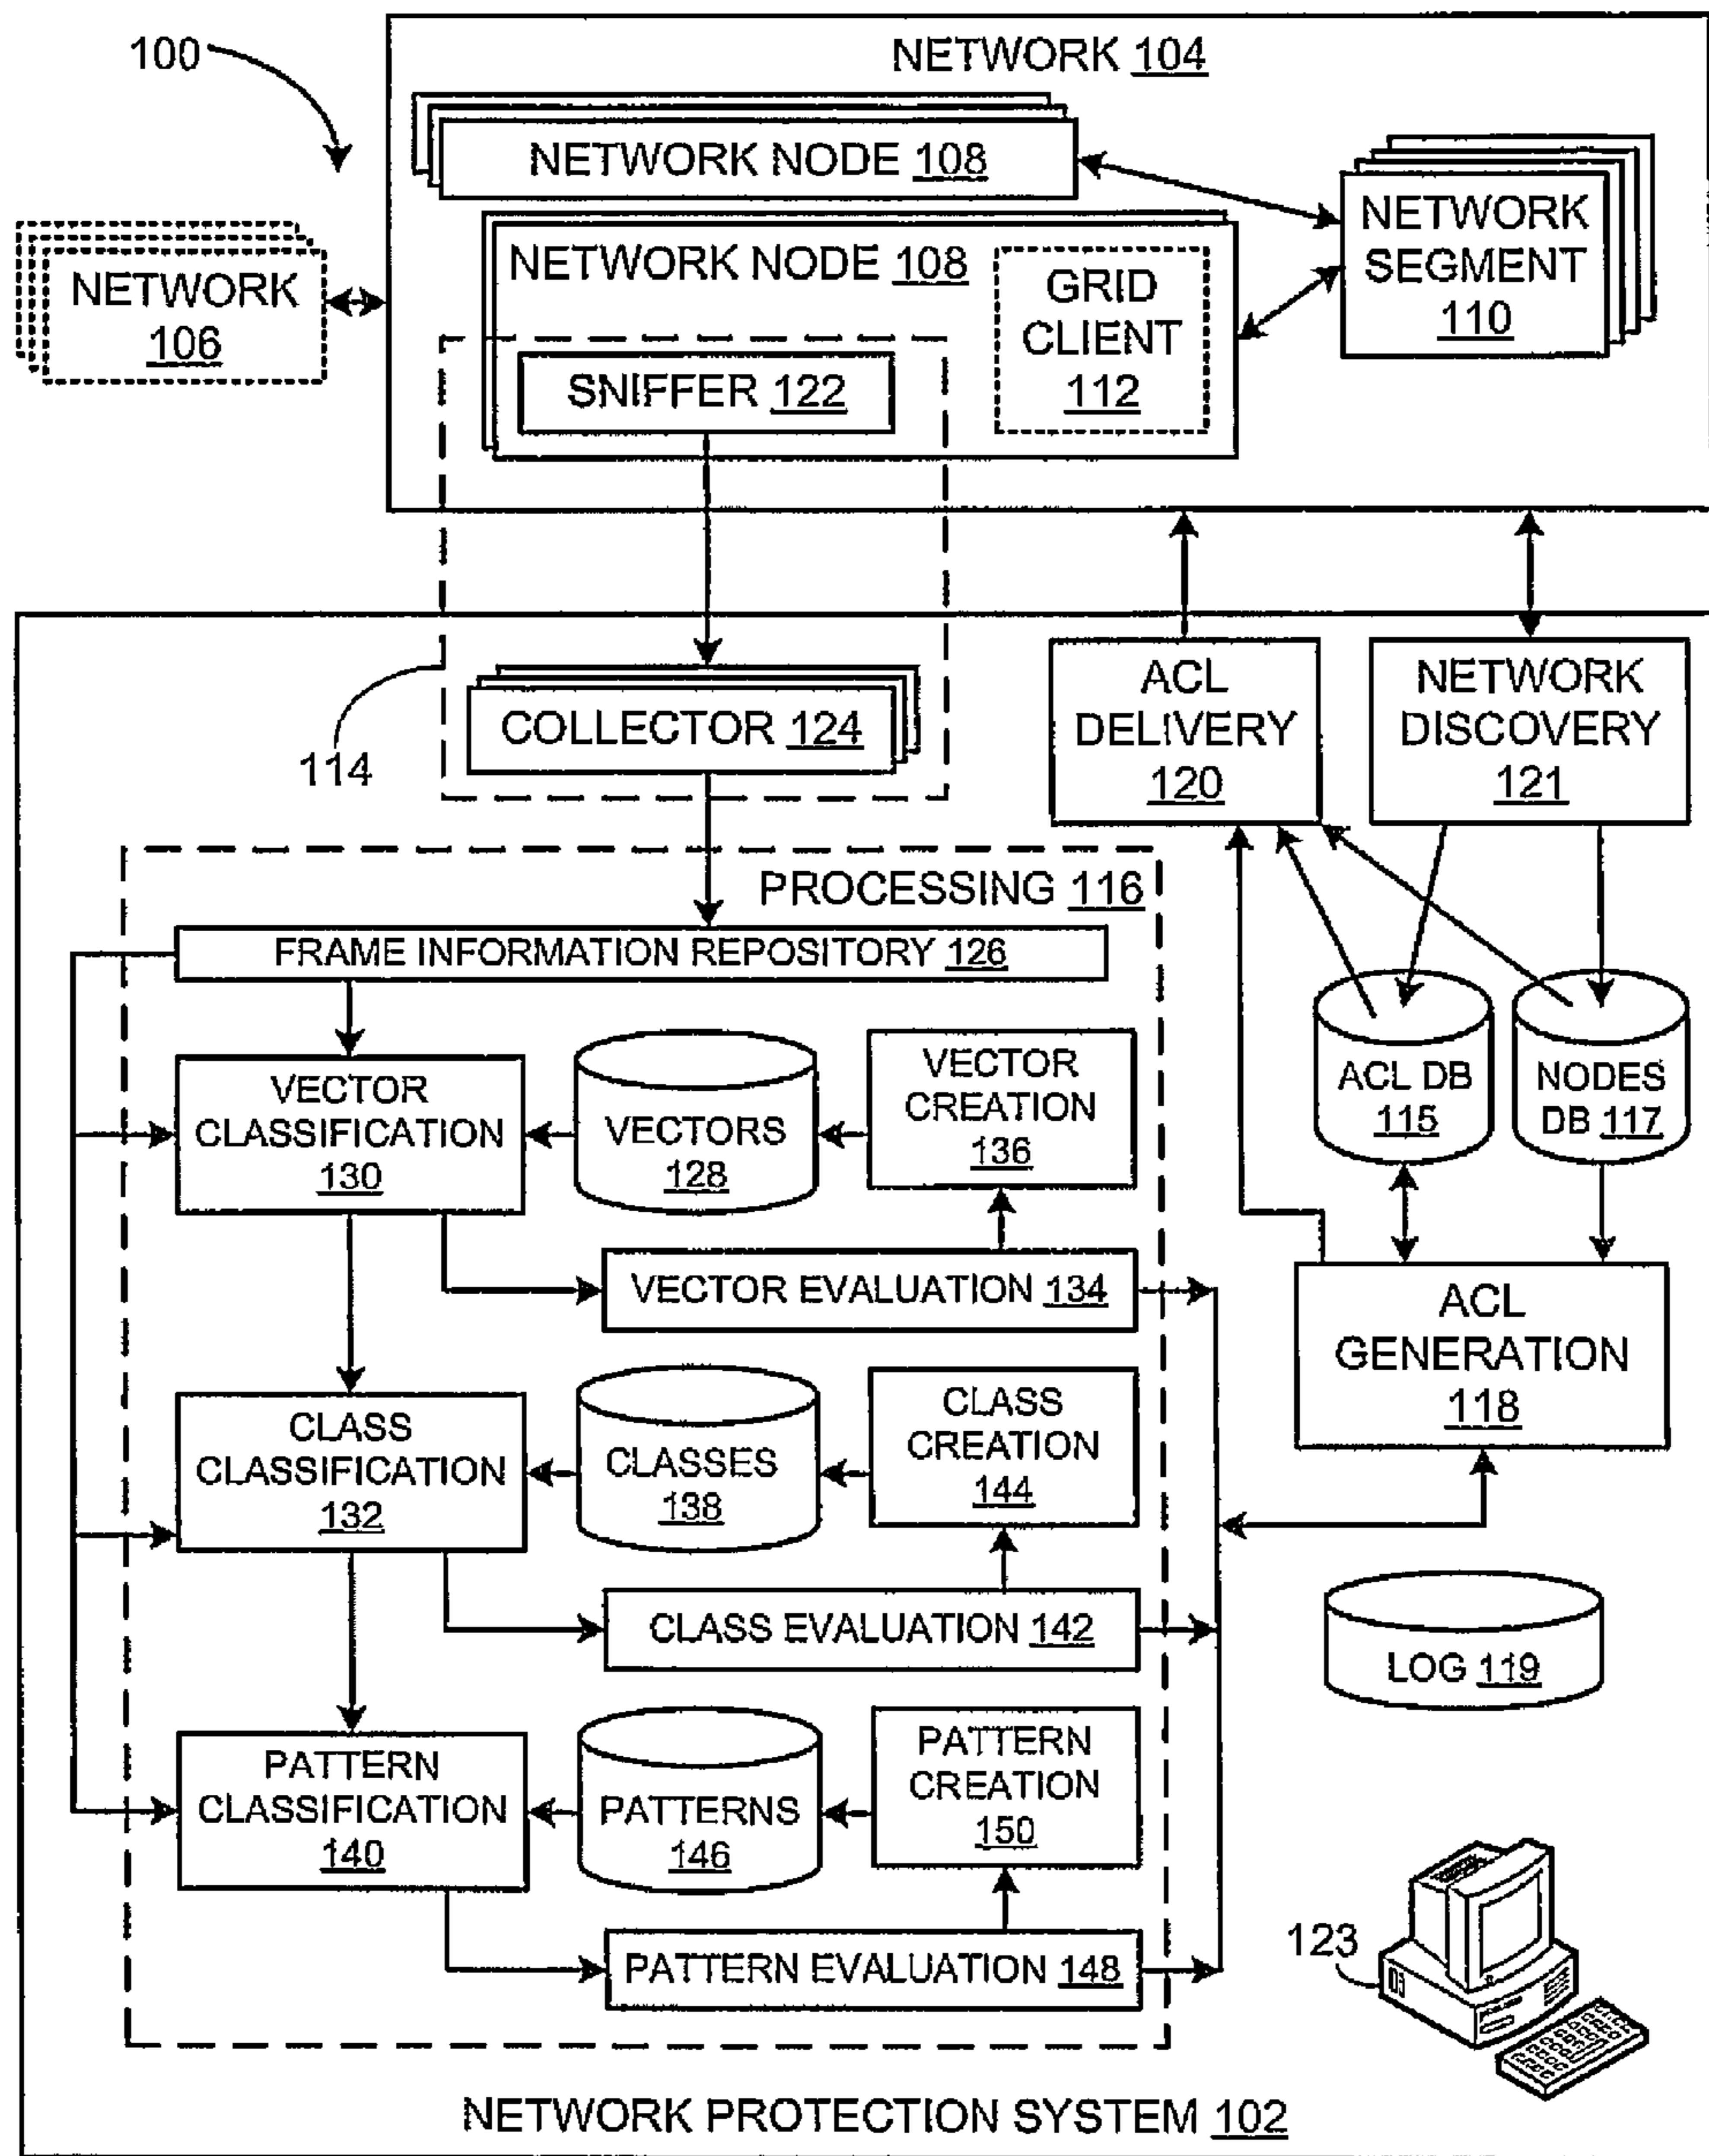 100
NETWORK 104
NETWORK NODE 108
NETWORK
SEGMENT
110
NETWORK NODE 108
GRID
CLIENT
112
NETWORK
106
SNIFFER 122
COLLECTOR 124
114
ACL
DELIVERY
120
NETWORK
DISCOVERY
121
PROCESSING 116
FRAME INFORMATION REPOSITORY 126
VECTOR
CLASSIFICATION
130
VECTORS
128
VECTOR
CREATION
136
ACL DB
115
NODES
DB 117
VECTOR EVALUATION 134
ACL
GENERATION
118
CLASS
CLASSIFICATION
132
CLASSES
138
CLASS
CREATION
144
CLASS EVALUATION 142
LOG 119
PATTERN
CLASSIFICATION
140
PATTERNS
146
PATTERN
CREATION
150
PATTERN EVALUATION 148
123
NETWORK PROTECTION SYSTEM 102